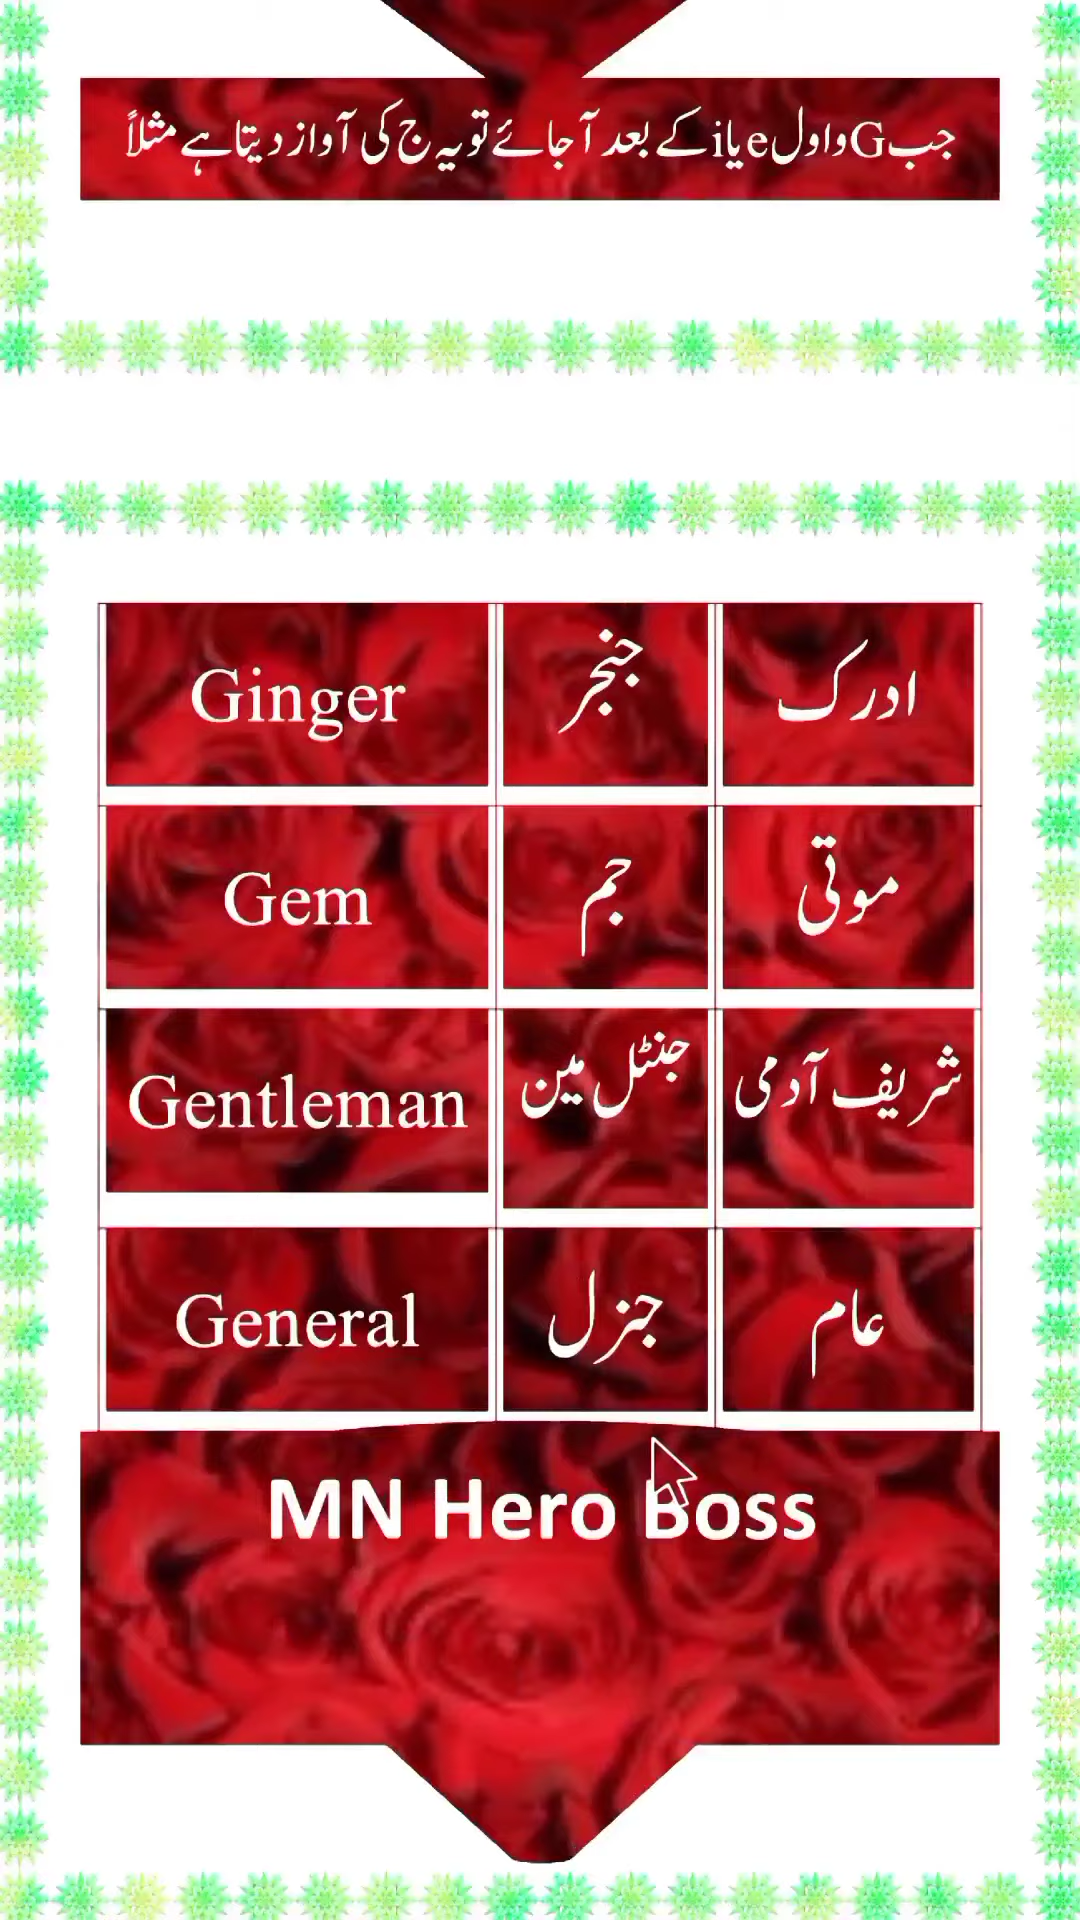 جب G واول e یا i کے بعد آ جائے تو یہ ج کی آواز دیتا ہے مثلاً
Ginger جنجر ادرک
Gem جم موتی
Gentleman جنٹل مین شریف آدمی
General جنرل عام
MN Hero Boss